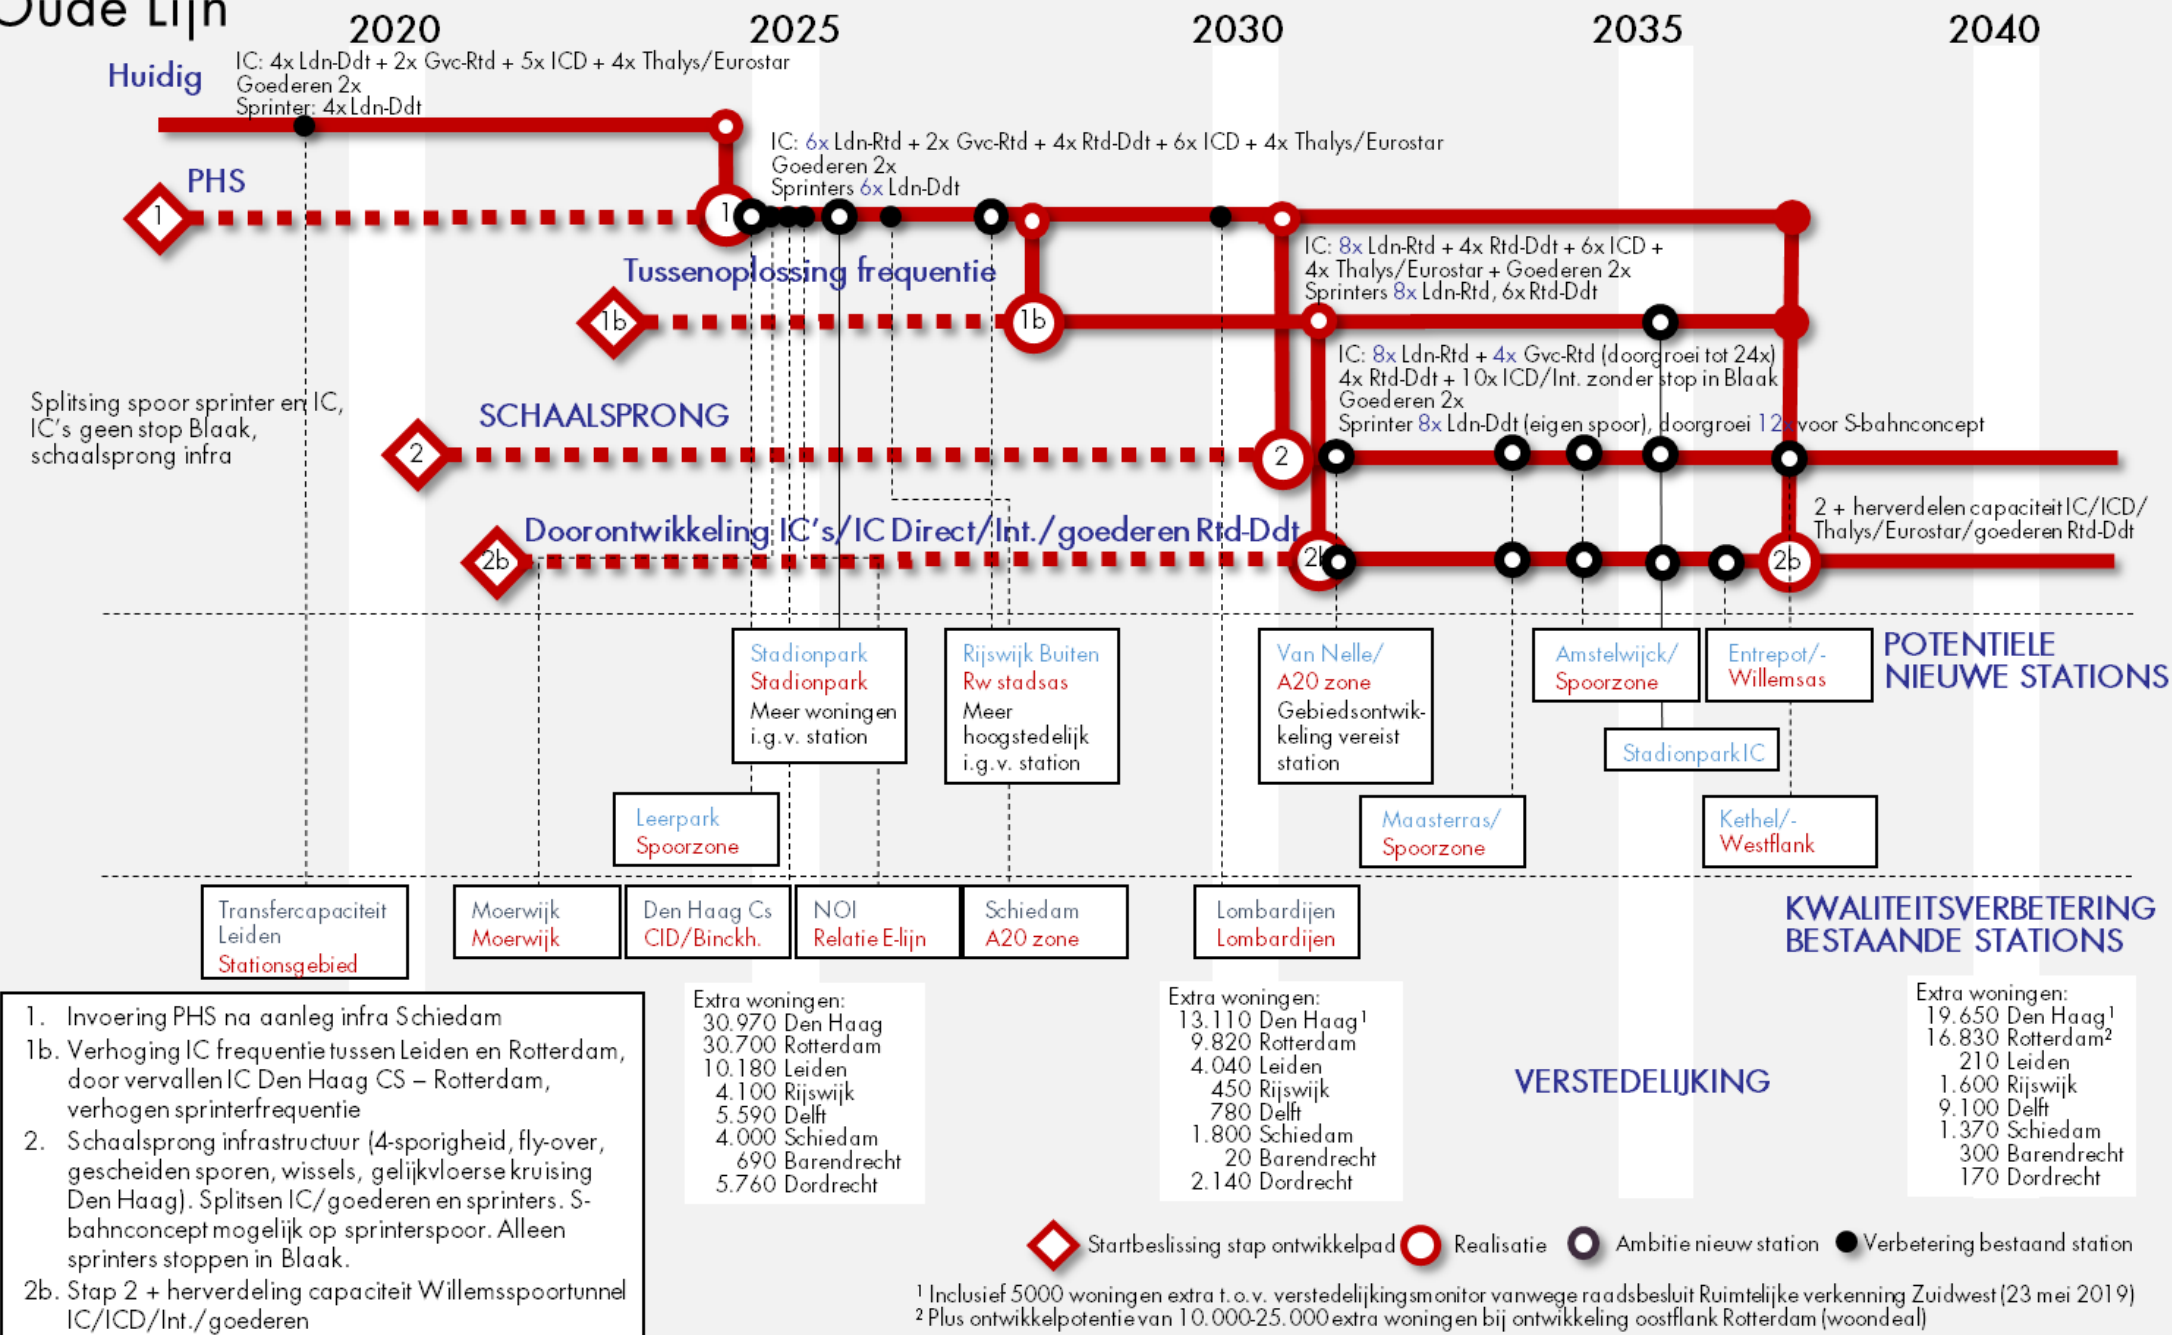 Oude Lijn
2020
2025
2030
2035
2040
Huidig
IC: 4x Ldn-Ddt + 2x Gvc-Rtd + 5x ICD + 4x Thalys/Eurostar
Goederen 2x
Sprinter: 4x Ldn-Ddt
IC: 6x Ldn-Rtd + 2x Gvc-Rtd + 4x Rtd-Ddt + 6x ICD + 4x Thalys/Eurostar
Goederen 2x
Sprinters 6x Ldn-Ddt
PHS
1
1
Tussenoplossing frequentie
IC: 8x Ldn-Rtd + 4x Rtd-Ddt + 6x ICD +
4x Thalys/Eurostar + Goederen 2x
Sprinters 8x Ldn-Rtd, 6x Rtd-Ddt
1b
1b
IC: 8x Ldn-Rtd + 4x Gvc-Rtd (doorgroei tot 24x)
4x Rtd-Ddt + 10x ICD/Int. zonder stop in Blaak
Goederen 2x
Sprinter 8x Ldn-Ddt (eigen spoor), doorgroei 12x voor S-bahnconcept
Splitsing spoor sprinter en IC,
IC's geen stop Blaak,
schaalsprong infra
SCHAALSPRONG
2
2
Doorontwikkeling IC's/IC Direct/Int./goederen Rtd-Ddt
2 + herverdelen capaciteit IC/ICD/
Thalys/Eurostar/goederen Rtd-Ddt
2b
2b
2b
Stadionpark
Stadionpark
Meer woningen
i.g.v. station
Rijswijk Buiten
Rw stadsas
Meer
hoogstedelijk
i.g.v. station
Van Nelle/
A20 zone
Gebiedsontwik-
keling vereist
station
Amstelwijck/
Spoorzone
Entrepot/-
Willemsas
POTENTIELE
NIEUWE STATIONS
Stadionpark IC
Leerpark
Spoorzone
Maasterras/
Spoorzone
Kethel/-
Westflank
Transfercapaciteit
Leiden
Stationsgebied
Moerwijk
Moerwijk
Den Haag Cs
CID/Binckh.
NOI
Relatie E-lijn
Schiedam
A20 zone
Lombardijen
Lombardijen
KWALITEITSVERBETERING
BESTAANDE STATIONS
1. Invoering PHS na aanleg infra Schiedam
1b. Verhoging IC frequentie tussen Leiden en Rotterdam,
door vervallen IC Den Haag CS – Rotterdam,
verhogen sprinterfrequentie
2. Schaalsprong infrastructuur (4-sporigheid, fly-over,
gescheiden sporen, wissels, gelijkvloerse kruising
Den Haag). Splitsen IC/goederen en sprinters. S-
bahnconcept mogelijk op sprinterspoor. Alleen
sprinters stoppen in Blaak.
2b. Stap 2 + herverdeling capaciteit Willemsspoortunnel
IC/ICD/Int./goederen
Extra woningen:
30.970 Den Haag
30.700 Rotterdam
10.180 Leiden
4.100 Rijswijk
5.590 Delft
4.000 Schiedam
690 Barendrecht
5.760 Dordrecht
Extra woningen:
13.110 Den Haag¹
9.820 Rotterdam
4.040 Leiden
450 Rijswijk
780 Delft
1.800 Schiedam
20 Barendrecht
2.140 Dordrecht
VERSTEDELIJKING
Extra woningen:
19.650 Den Haag¹
16.830 Rotterdam²
210 Leiden
1.600 Rijswijk
9.100 Delft
1.370 Schiedam
300 Barendrecht
170 Dordrecht
Startbeslissing stap ontwikkelpad
Realisatie
Ambitie nieuw station
Verbetering bestaand station
¹ Inclusief 5000 woningen extra t.o.v. verstedelijkingsmonitor vanwege raadsbesluit Ruimtelijke verkenning Zuidwest (23 mei 2019)
² Plus ontwikkelpotentie van 10.000-25.000 extra woningen bij ontwikkeling oostflank Rotterdam (woondeal)